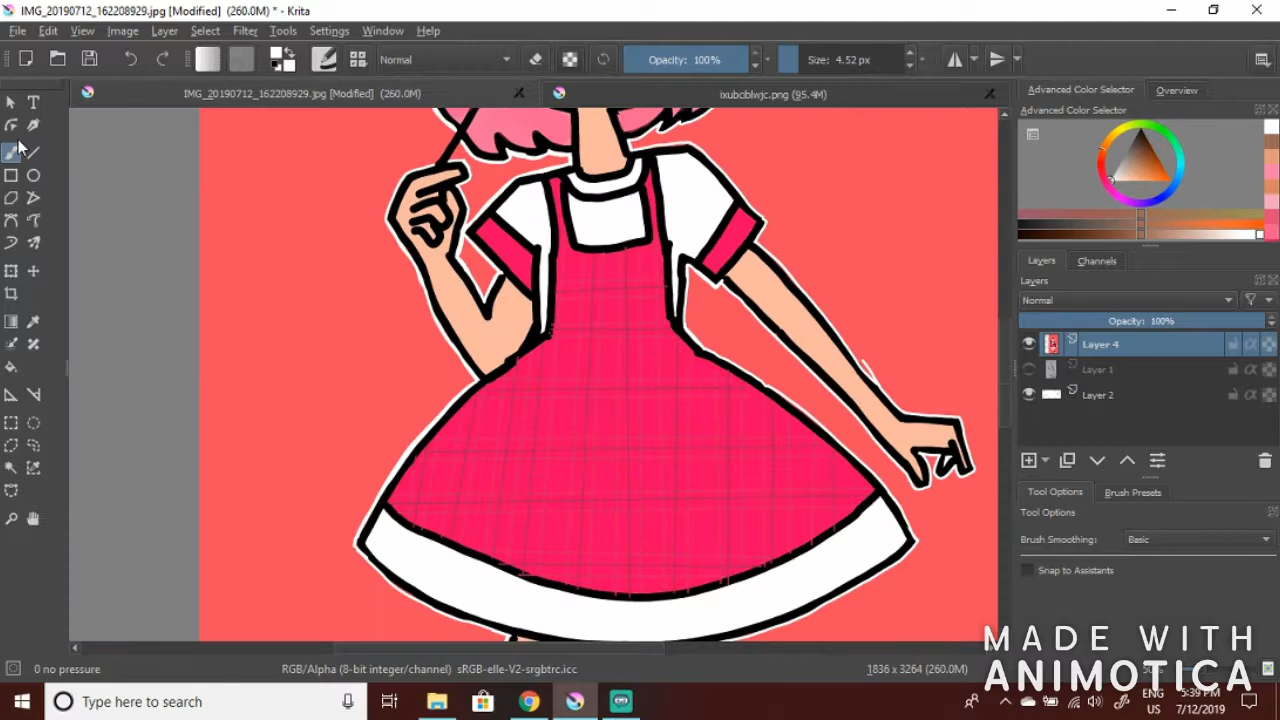 IMG_20190712_162208929.jpg [Modified] (260.0M) * - Krita
File Edit View Image Layer Select Filter Tools Settings Window Help
Normal Opacity: 100% Size: 4.52 px
IMG_20190712_162208929.jpg [Modified] (260.0M) ixubcblwjc.png (95.4M)
Advanced Color Selector Overview
Advanced Color Selector
Layers Channels
Layers
Normal
Opacity: 100%
Layer 4
Layer 1
Layer 2
Tool Options Brush Presets
Tool Options
Brush Smoothing: Basic
Snap to Assistants
MADE WITH
ANIMOTICA
0 no pressure RGB/Alpha (8-bit integer/channel) sRGB-elle-V2-srgbtrc.icc 1836 x 3264 (260.0M)
Type here to search
ENG
US
5:39 PM
7/12/2019